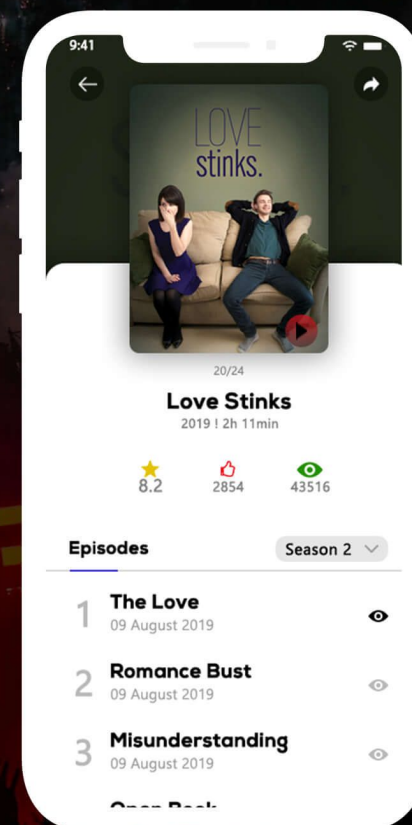 9:41
LOVE
stinks.
20/24
Love Stinks
2019 ! 2h 11min
8.2
2854
43516
Episodes
Season 2
1
The Love
09 August 2019
2
Romance Bust
09 August 2019
3
Misunderstanding
09 August 2019